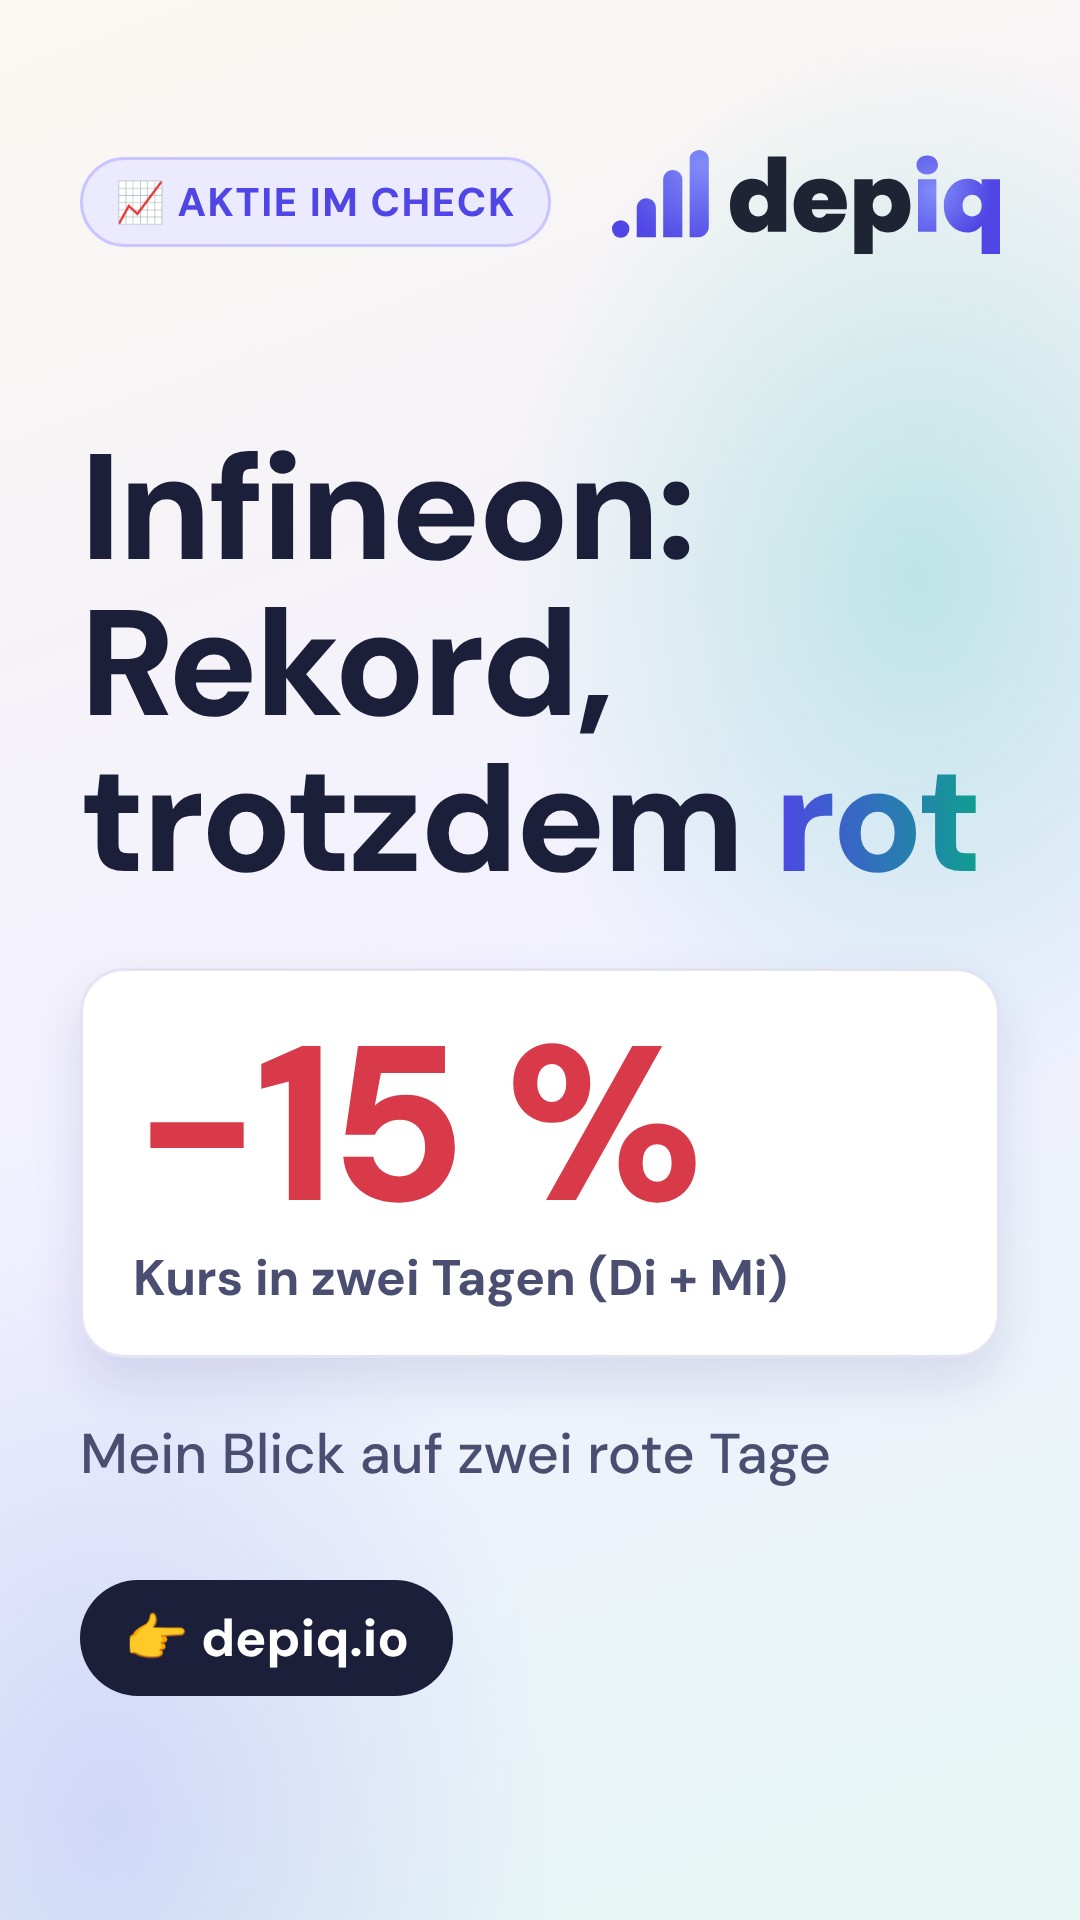 📈 AKTIE IM CHECK
depiq
Infineon:
Rekord,
trotzdem rot
−15 %
Kurs in zwei Tagen (Di + Mi)
Mein Blick auf zwei rote Tage
👉 depiq.io